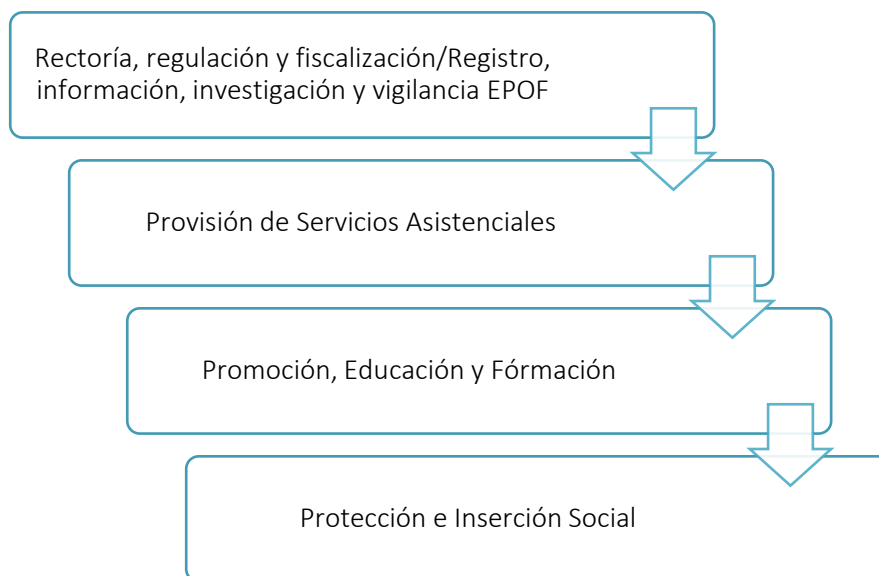 Rectoría, regulación y fiscalización/Registro,
información, investigación y vigilancia EPOF
Provisión de Servicios Asistenciales
Promoción, Educación y Fórmación
Protección e Inserción Social